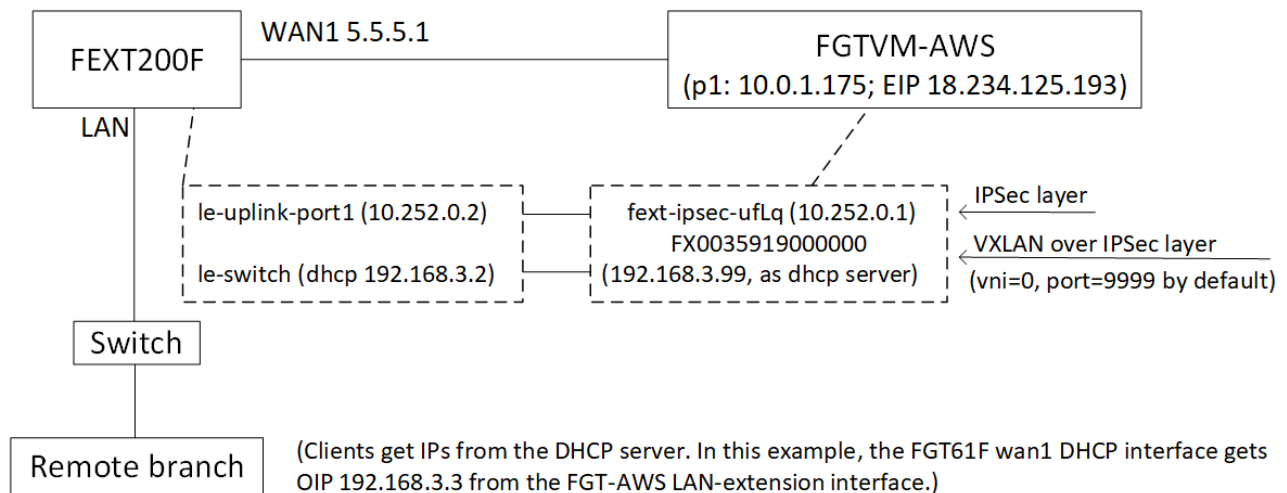 WAN1 5.5.5.1
FEXT200F
FGTVM-AWS
(p1: 10.0.1.175; EIP 18.234.125.193)
LAN
le-uplink-port1 (10.252.0.2)
fext-ipsec-ufLq (10.252.0.1)
IPSec layer
FX0035919000000
VXLAN over IPSec layer
le-switch (dhcp 192.168.3.2)
(192.168.3.99, as dhcp server)
(vni=0, port=9999 by default)
Switch
Remote branch
(Clients get IPs from the DHCP server. In this example, the FGT61F wan1 DHCP interface gets
OIP 192.168.3.3 from the FGT-AWS LAN-extension interface.)